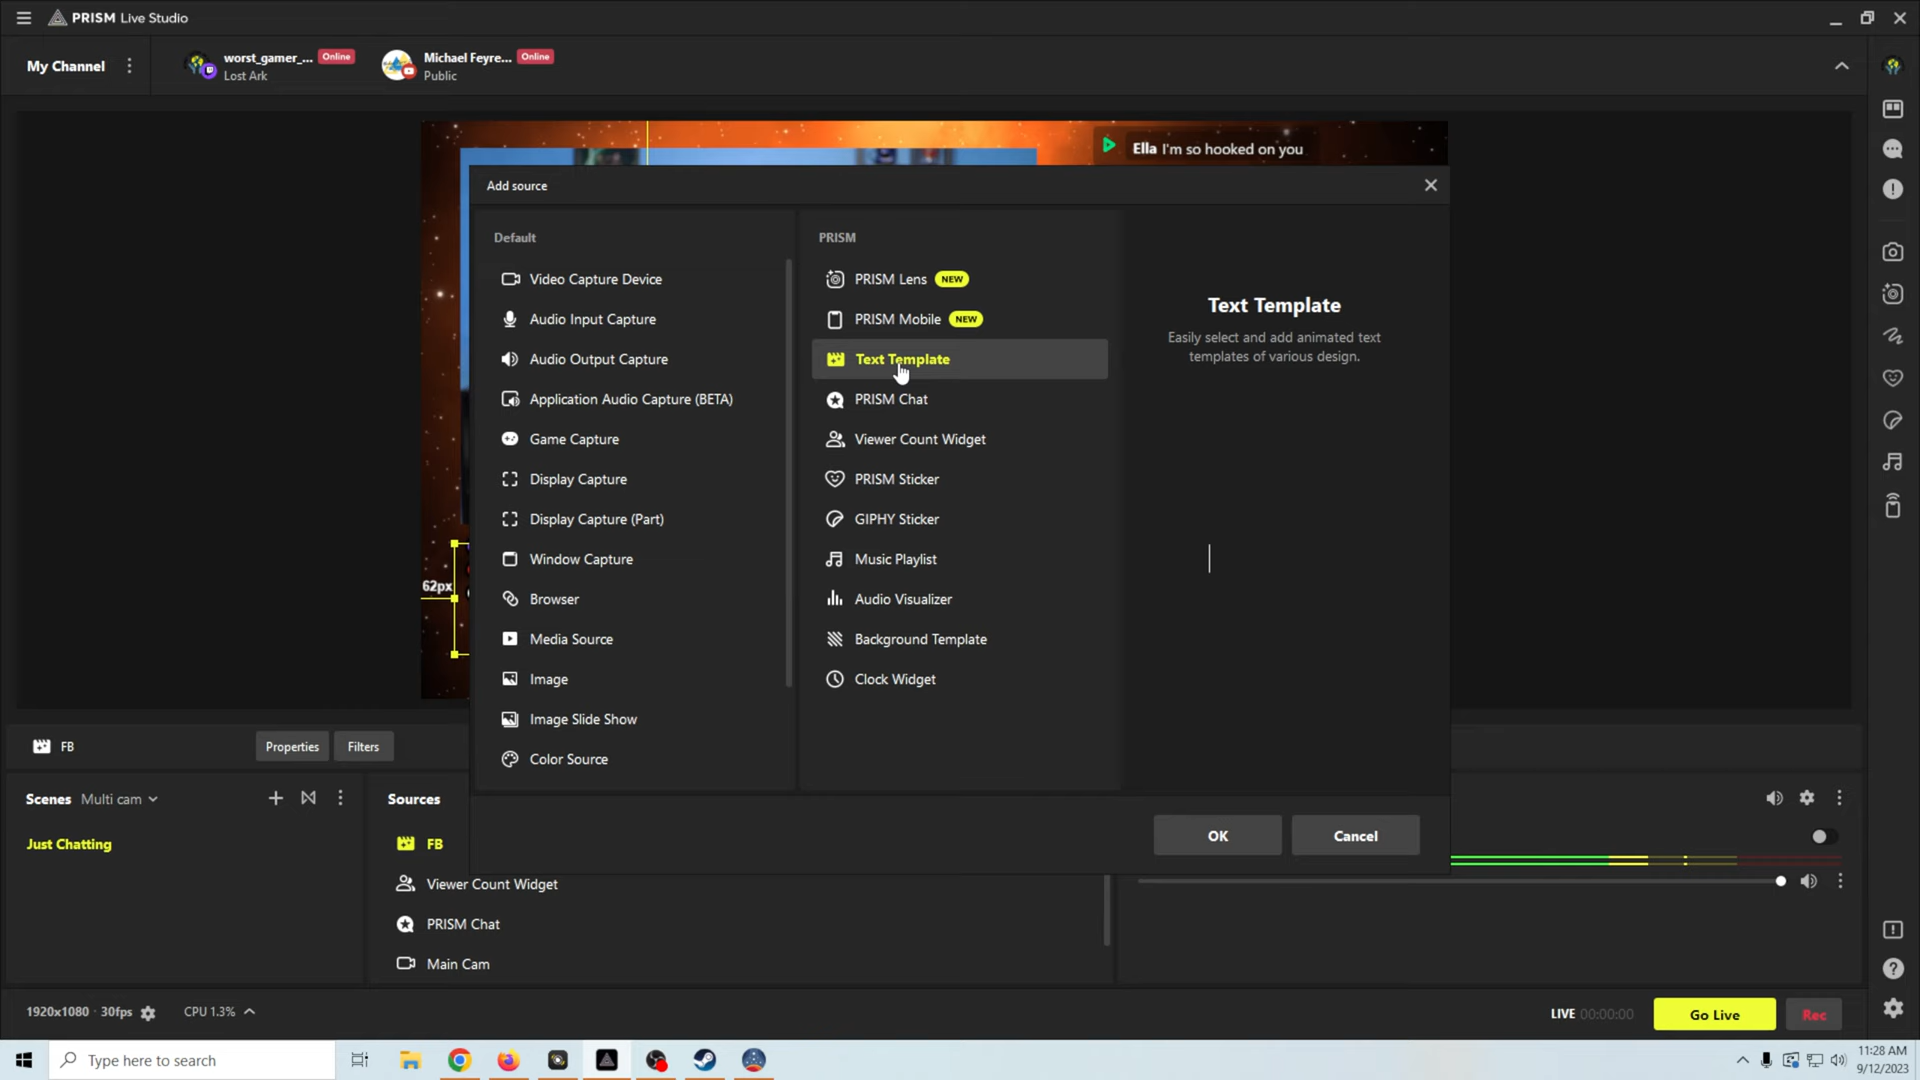 PRISM Live Studio
My Channel
worst_gamer_...
Online
Lost Ark
Michael Feyre...
Online
Public
Ella I'm so hooked on you
Add source
Default
Video Capture Device
Audio Input Capture
Audio Output Capture
Application Audio Capture (BETA)
Game Capture
Display Capture
Display Capture (Part)
Window Capture
Browser
Media Source
Image
Image Slide Show
Color Source
PRISM
PRISM Lens NEW
PRISM Mobile NEW
Text Template
PRISM Chat
Viewer Count Widget
PRISM Sticker
GIPHY Sticker
Music Playlist
Audio Visualizer
Background Template
Clock Widget
Text Template
Easily select and add animated text
templates of various design.
OK
Cancel
62px
FB
Properties
Filters
Scenes
Multi cam
Just Chatting
Sources
FB
Viewer Count Widget
PRISM Chat
Main Cam
1920x1080 · 30fps
CPU 1.3%
LIVE 00:00:00
Go Live
Rec
Type here to search
11:28 AM
9/12/2023